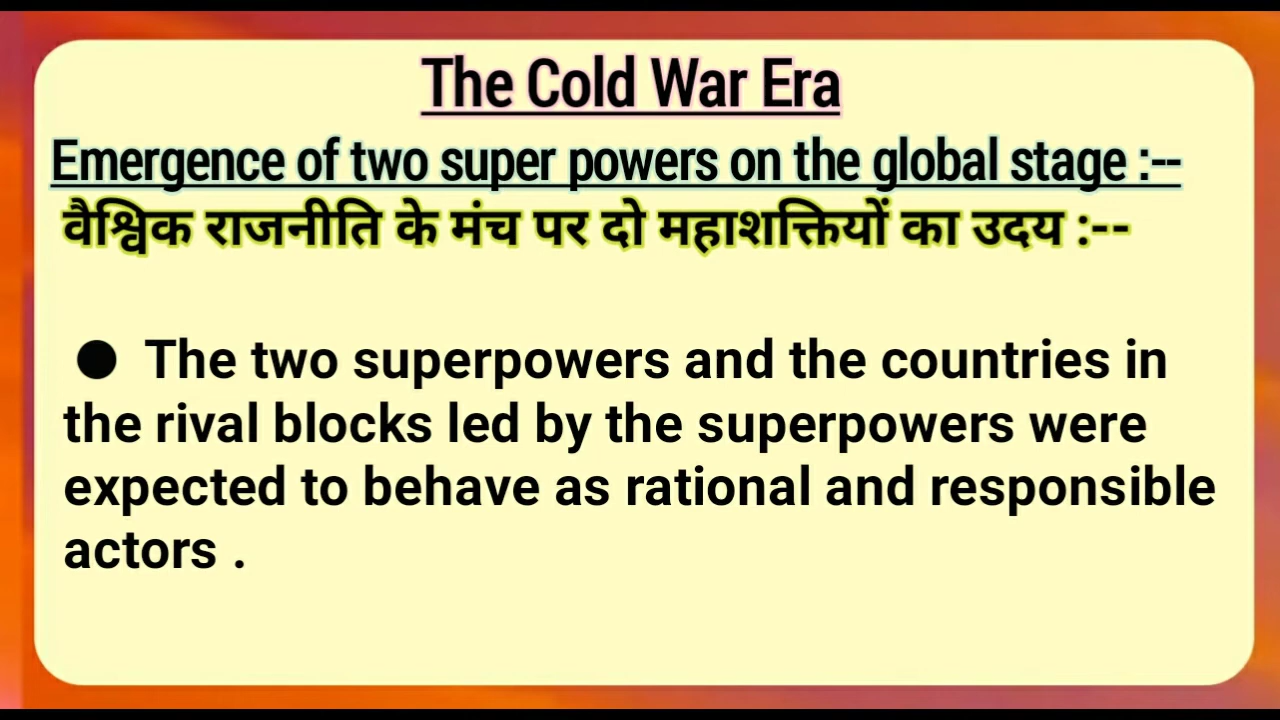 The Cold War Era
Emergence of two super powers on the global stage :--
वैश्विक राजनीति के मंच पर दो महाशक्तियों का उदय :--
● The two superpowers and the countries in
the rival blocks led by the superpowers were
expected to behave as rational and responsible
actors .